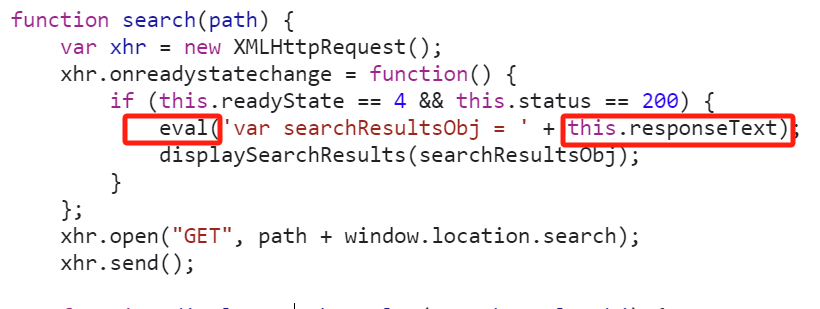 function search(path) {
    var xhr = new XMLHttpRequest();
    xhr.onreadystatechange = function() {
        if (this.readyState == 4 && this.status == 200) {
            eval('var searchResultsObj = ' + this.responseText);
            displaySearchResults(searchResultsObj);
        }
    };
    xhr.open("GET", path + window.location.search);
    xhr.send();